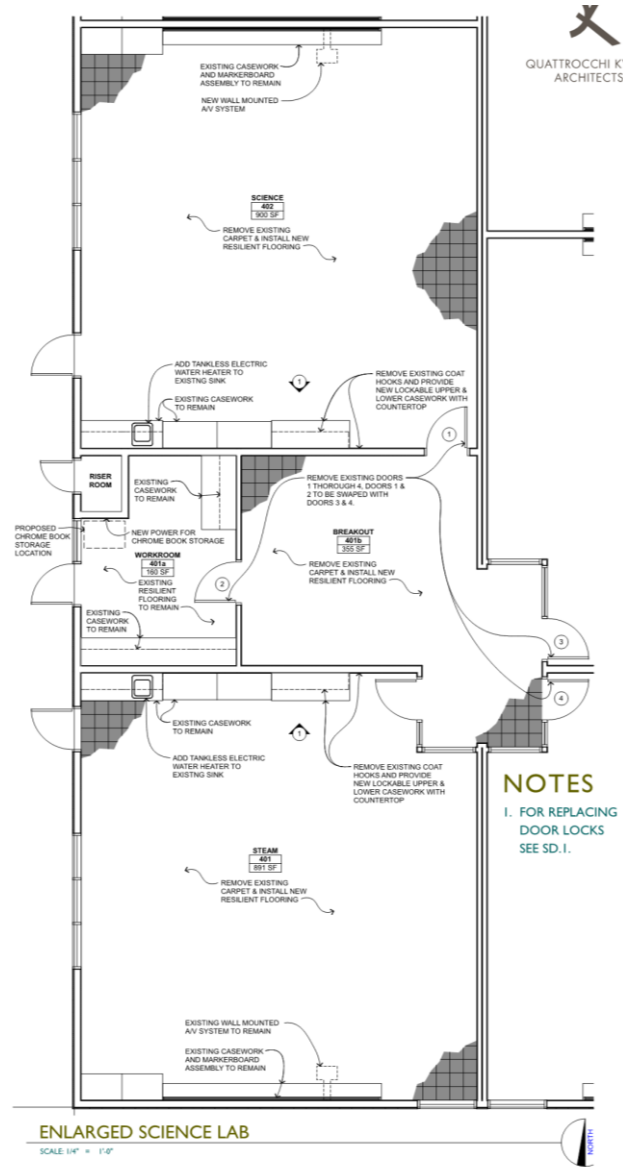 QUATTROCCHI K
ARCHITECTS
EXISTING CASEWORK
AND MARKERBOARD
ASSEMBLY TO REMAIN
NEW WALL MOUNTED
A/V SYSTEM
SCIENCE
402
900 SF
REMOVE EXISTING
CARPET & INSTALL NEW
RESILIENT FLOORING
ADD TANKLESS ELECTRIC
WATER HEATER TO
EXISTNG SINK
EXISTING CASEWORK
TO REMAIN
1
REMOVE EXISTING COAT
HOOKS AND PROVIDE
NEW LOCKABLE UPPER &
LOWER CASEWORK WITH
COUNTERTOP
1
RISER
ROOM
EXISTING
CASEWORK
TO REMAIN
REMOVE EXISTING DOORS
1 THOROUGH 4, DOORS 1 &
2 TO BE SWAPED WITH
DOORS 3 & 4.
PROPOSED
CHROME BOOK
STORAGE
LOCATION
NEW POWER FOR
CHROME BOOK STORAGE
WORKROOM
401a
160 SF
EXISTING
RESILIENT
FLOORING
TO REMAIN
BREAKOUT
401b
355 SF
REMOVE EXISTING
CARPET & INSTALL NEW
RESILIENT FLOORING
2
EXISTING
CASEWORK
TO REMAIN
3
4
EXISTING CASEWORK
TO REMAIN
1
ADD TANKLESS ELECTRIC
WATER HEATER TO
EXISTNG SINK
REMOVE EXISTING COAT
HOOKS AND PROVIDE
NEW LOCKABLE UPPER &
LOWER CASEWORK WITH
COUNTERTOP
NOTES
1. FOR REPLACING
DOOR LOCKS
SEE SD.1.
STEAM
401
891 SF
REMOVE EXISTING
CARPET & INSTALL NEW
RESILIENT FLOORING
EXISTING WALL MOUNTED
A/V SYSTEM TO REMAIN
EXISTING CASEWORK
AND MARKERBOARD
ASSEMBLY TO REMAIN
ENLARGED SCIENCE LAB
SCALE: 1/4" = 1'-0"
NORTH